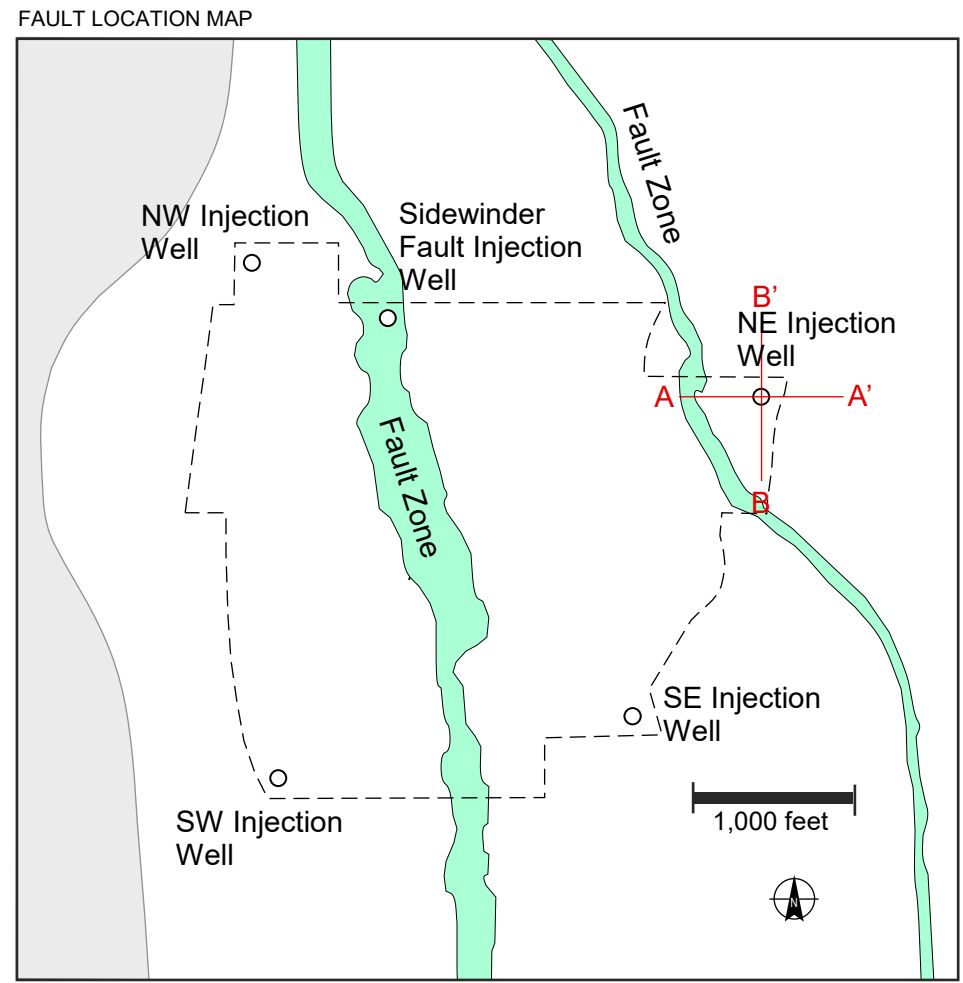 FAULT LOCATION MAP
Fault Zone
NW Injection
Well
Sidewinder
Fault Injection
Well
B’
NE Injection
Well
A
A’
Fault Zone
B
SE Injection
Well
1,000 feet
SW Injection
Well
N